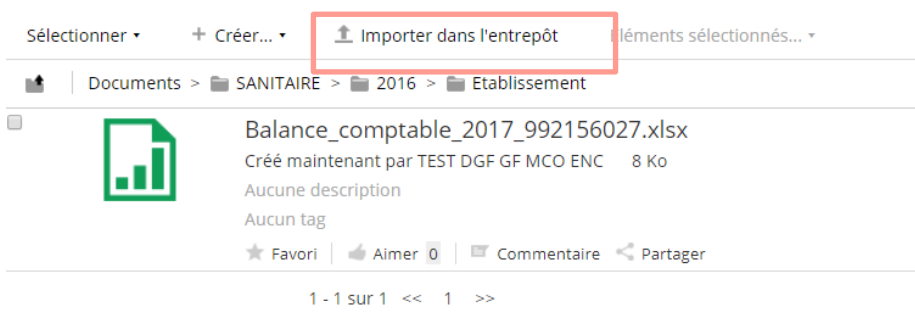 Sélectionner ▾ + Créer... ▾ Importer dans l'entrepôt Eléments sélectionnés... ▾
Documents > SANITAIRE > 2016 > Etablissement
Balance_comptable_2017_992156027.xlsx
Créé maintenant par TEST DGF GF MCO ENC 8 Ko
Aucune description
Aucun tag
Favori Aimer 0 Commentaire Partager
1 - 1 sur 1 << 1 >>